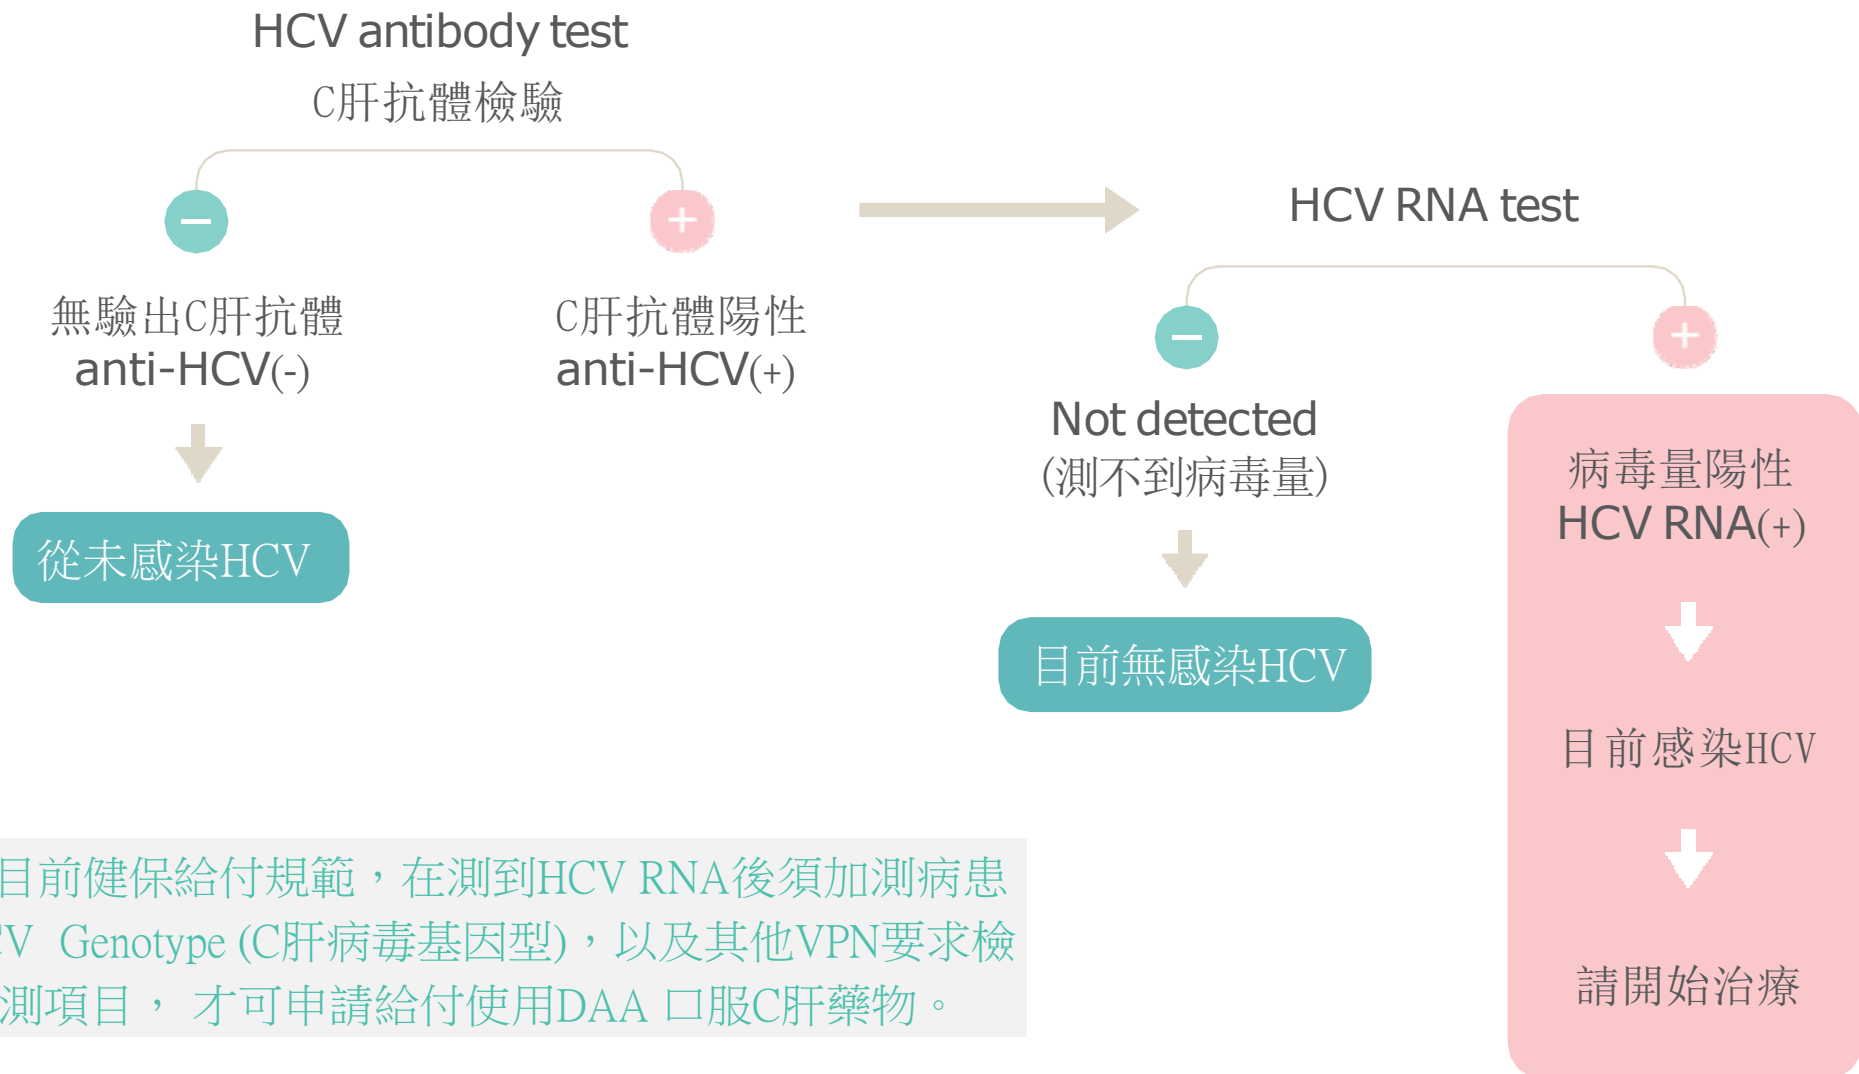 HCV antibody test
C肝抗體檢驗
−
+
無驗出C肝抗體
anti-HCV(-)
C肝抗體陽性
anti-HCV(+)
從未感染HCV
HCV RNA test
−
+
Not detected
(測不到病毒量)
目前無感染HCV
病毒量陽性
HCV RNA(+)
目前感染HCV
請開始治療
目前健保給付規範，在測到HCV RNA後須加測病患
CV Genotype (C肝病毒基因型)，以及其他VPN要求檢
測項目， 才可申請給付使用DAA 口服C肝藥物。